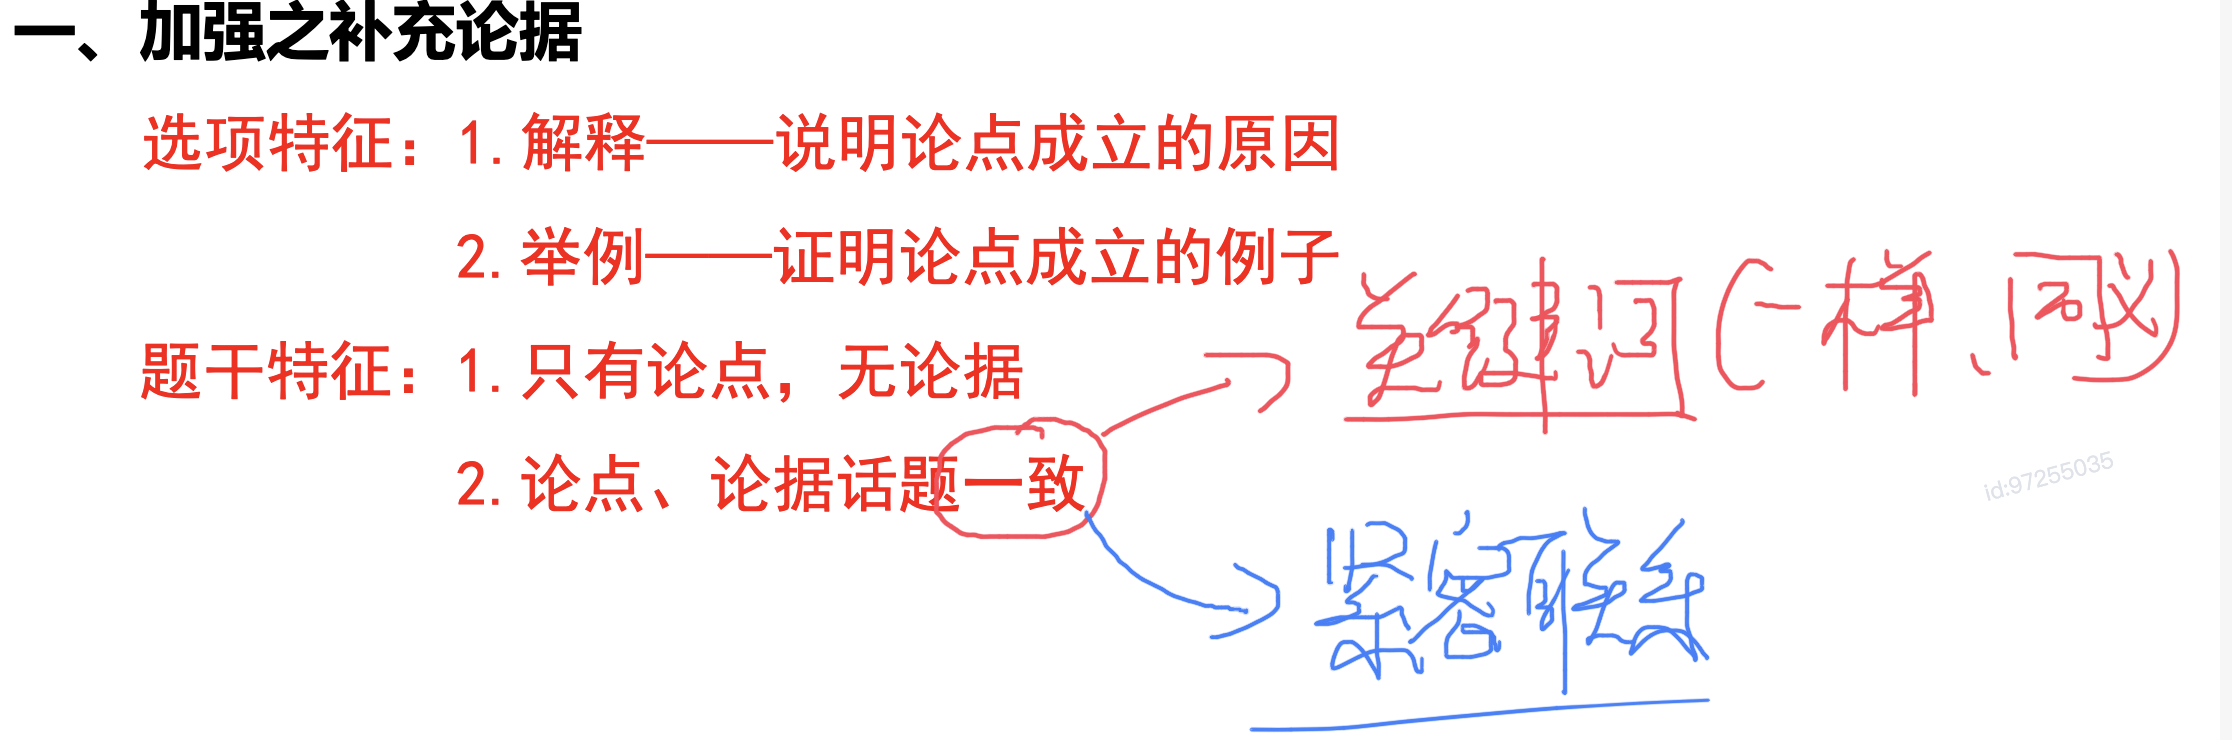 一、加强之补充论据
选项特征：1.解释——说明论点成立的原因
2.举例——证明论点成立的例子
关键词(一样、同义)
题干特征：1.只有论点，无论据
2.论点、论据话题一致
id:97255035
紧密联系